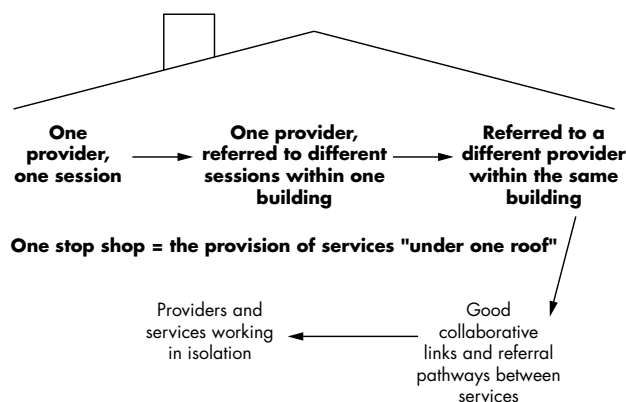 One
provider,
one session
One provider,
referred to different
sessions within one
building
Referred to a
different provider
within the same
building
One stop shop = the provision of services "under one roof"
Providers and
services working
in isolation
Good
collaborative
links and referral
pathways between
services